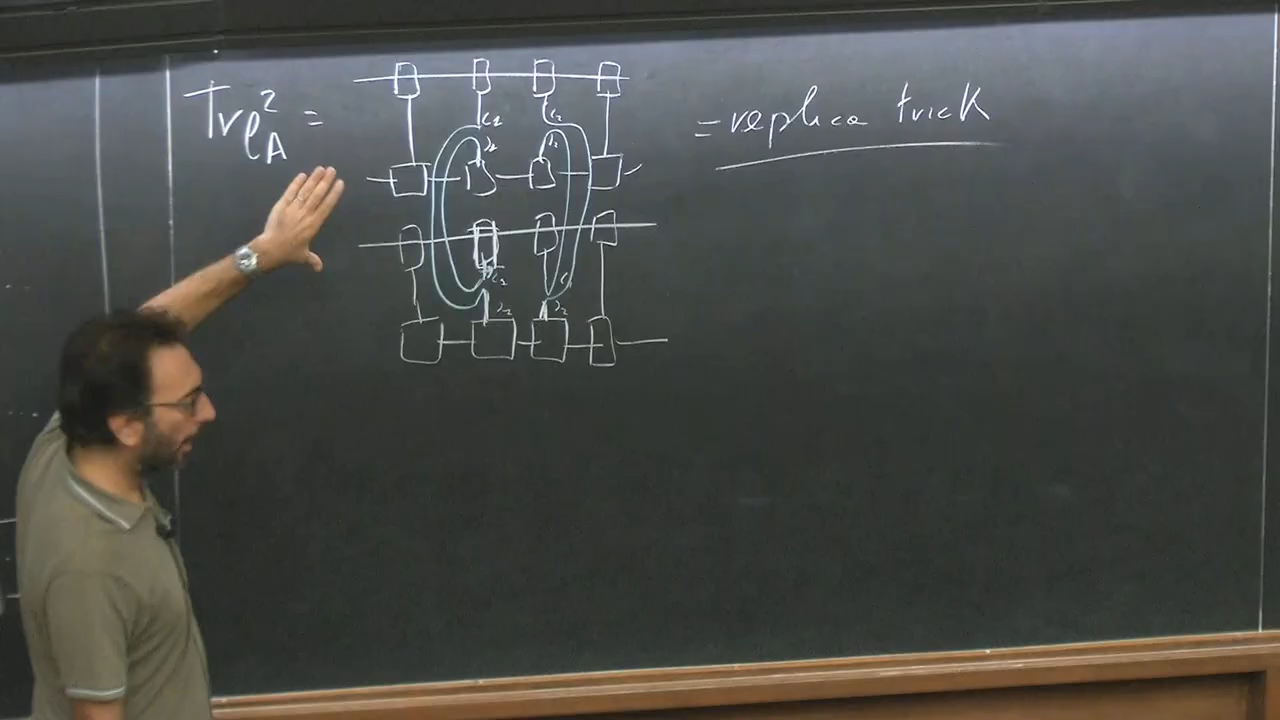 Tr ρ_A^2 =
= replica trick